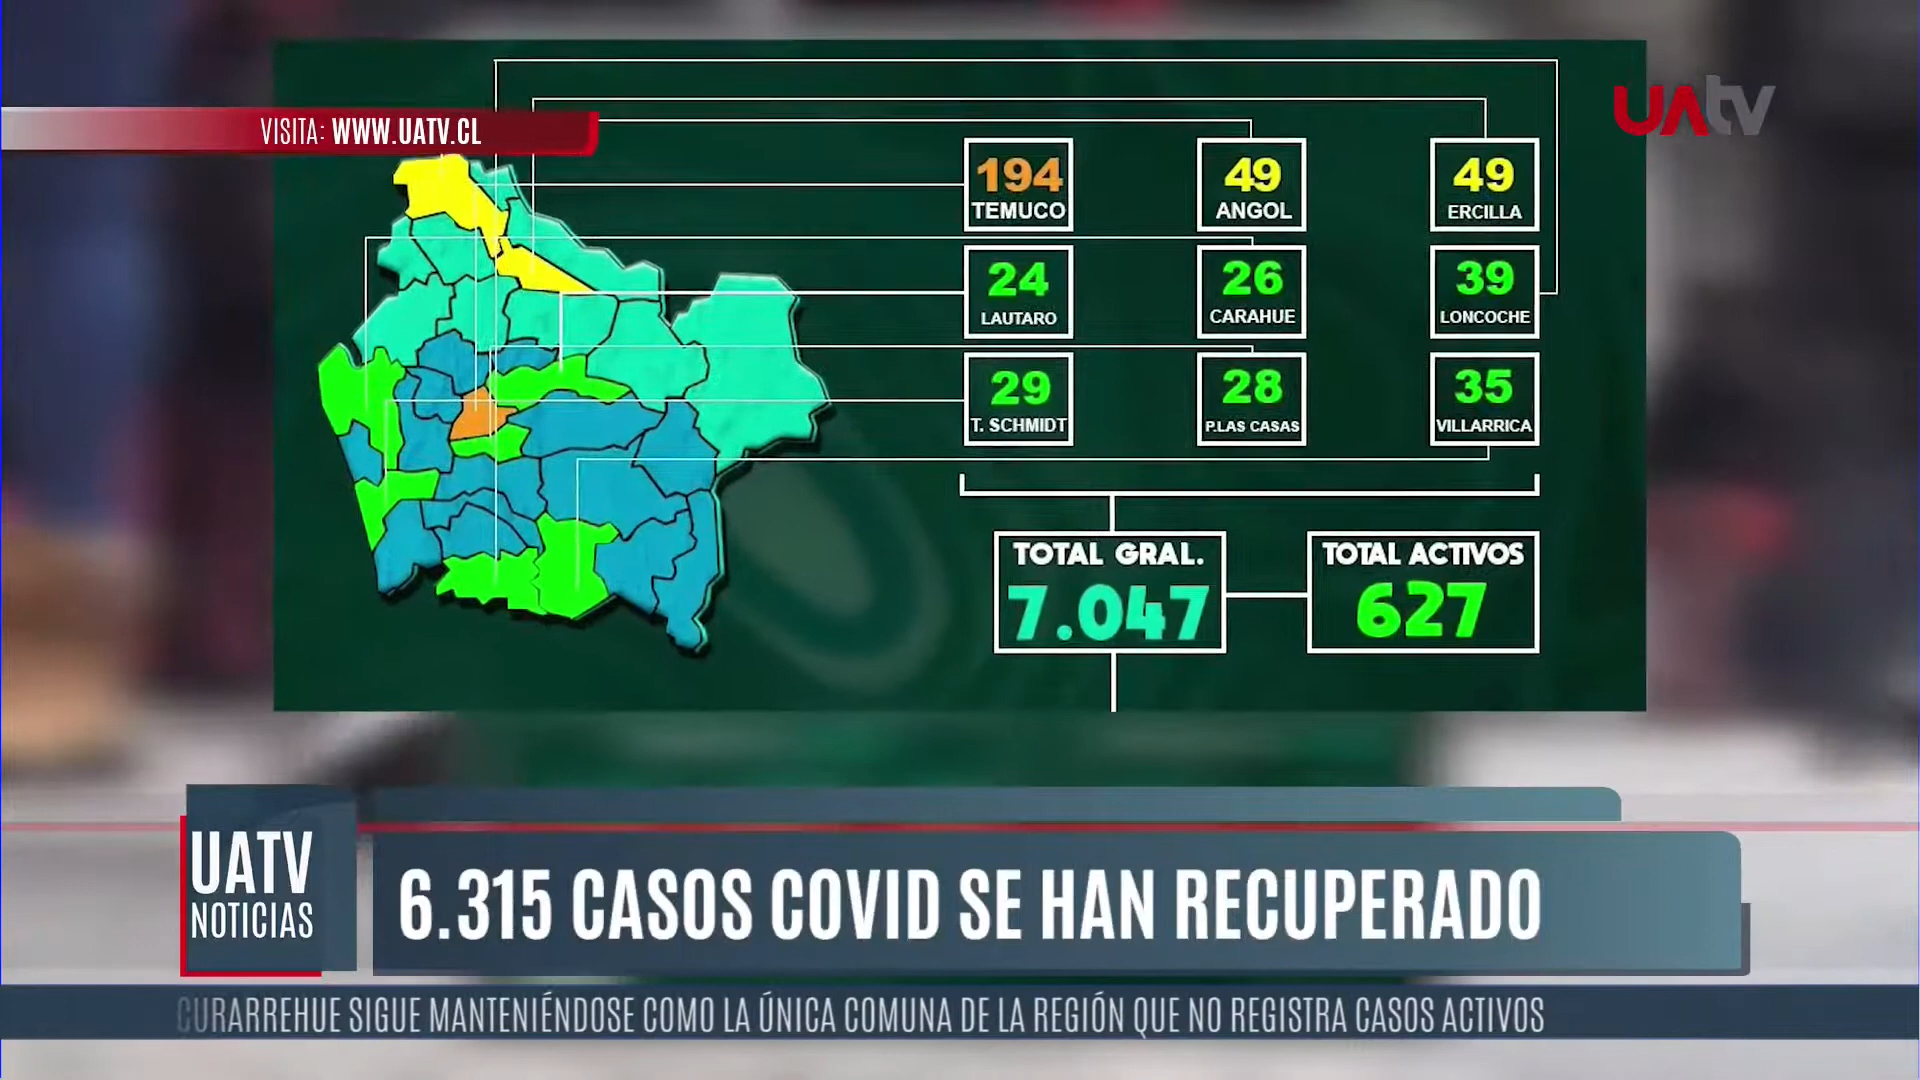 UAtv
VISITA: WWW.UATV.CL
194
TEMUCO
49
ANGOL
49
ERCILLA
24
LAUTARO
26
CARAHUE
39
LONCOCHE
29
T. SCHMIDT
28
P.LAS CASAS
35
VILLARRICA
TOTAL GRAL.
7.047
TOTAL ACTIVOS
627
UATV
NOTICIAS
6.315 CASOS COVID SE HAN RECUPERADO
CURARREHUE SIGUE MANTENIÉNDOSE COMO LA ÚNICA COMUNA DE LA REGIÓN QUE NO REGISTRA CASOS ACTIVOS